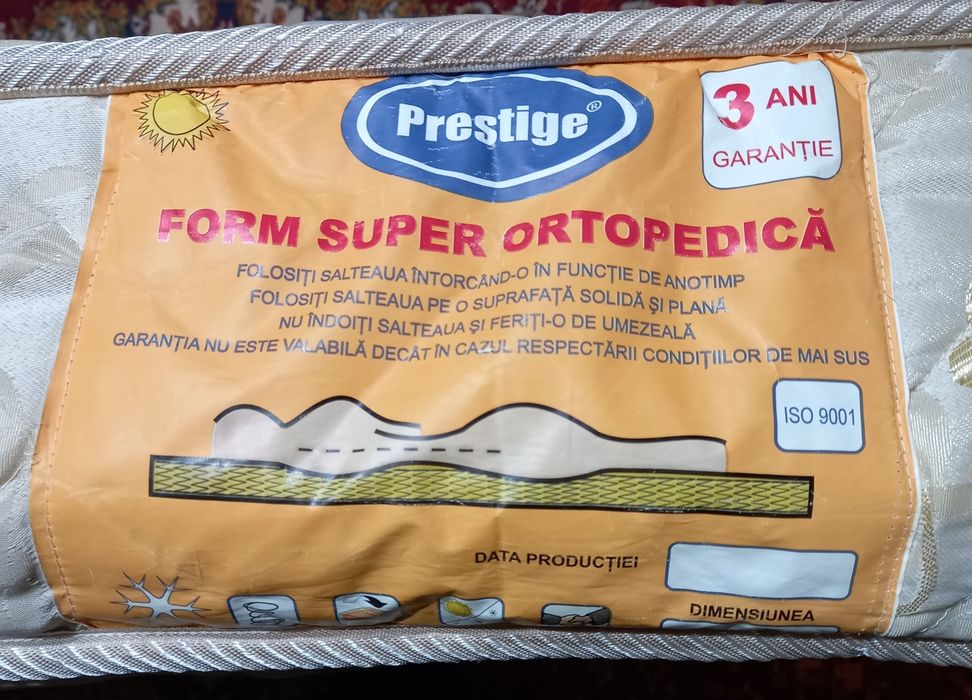 Prestige®
3 ANI
GARANȚIE
FORM SUPER ORTOPEDICĂ
FOLOSIȚI SALTEAUA ÎNTORCÂND-O ÎN FUNCȚIE DE ANOTIMP
FOLOSIȚI SALTEAUA PE O SUPRAFAȚĂ SOLIDĂ ȘI PLANĂ
NU ÎNDOIȚI SALTEAUA ȘI FERIȚI-O DE UMEZEALĂ
GARANȚIA NU ESTE VALABILĂ DECÂT ÎN CAZUL RESPECTĂRII CONDIȚIILOR DE MAI SUS
ISO 9001
DATA PRODUCȚIEI
DIMENSIUNEA